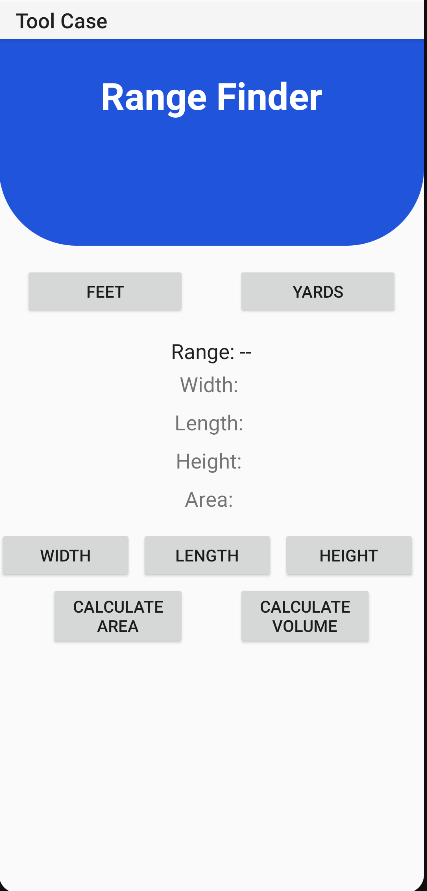 Tool Case
Range Finder
FEET
YARDS
Range: --
Width:
Length:
Height:
Area:
WIDTH
LENGTH
HEIGHT
CALCULATE
AREA
CALCULATE
VOLUME